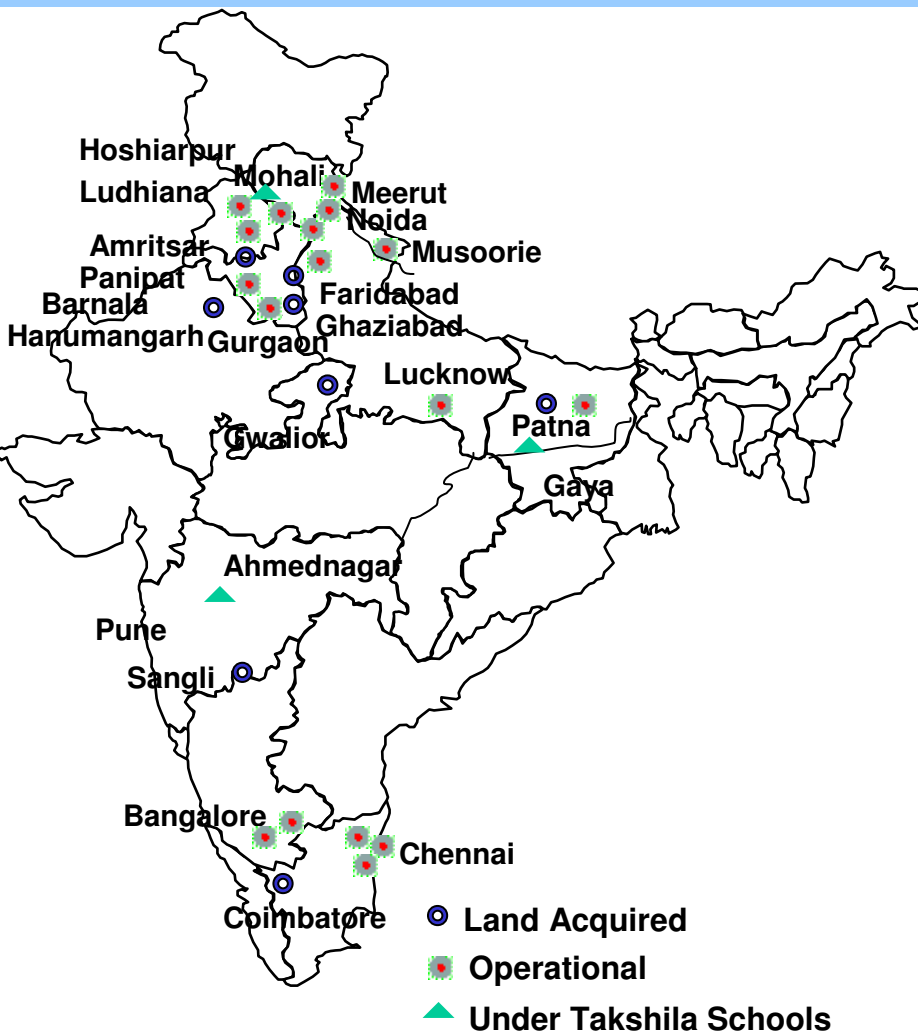 Hoshiarpur
Mohali
Ludhiana
Meerut
Noida
Amritsar
Musoorie
Panipat
Faridabad
Barnala
Ghaziabad
Hanumangarh
Gurgaon
Lucknow
Gwalior
Patna
Gaya
Ahmednagar
Pune
Sangli
Bangalore
Chennai
Coimbatore
Land Acquired
Operational
Under Takshila Schools